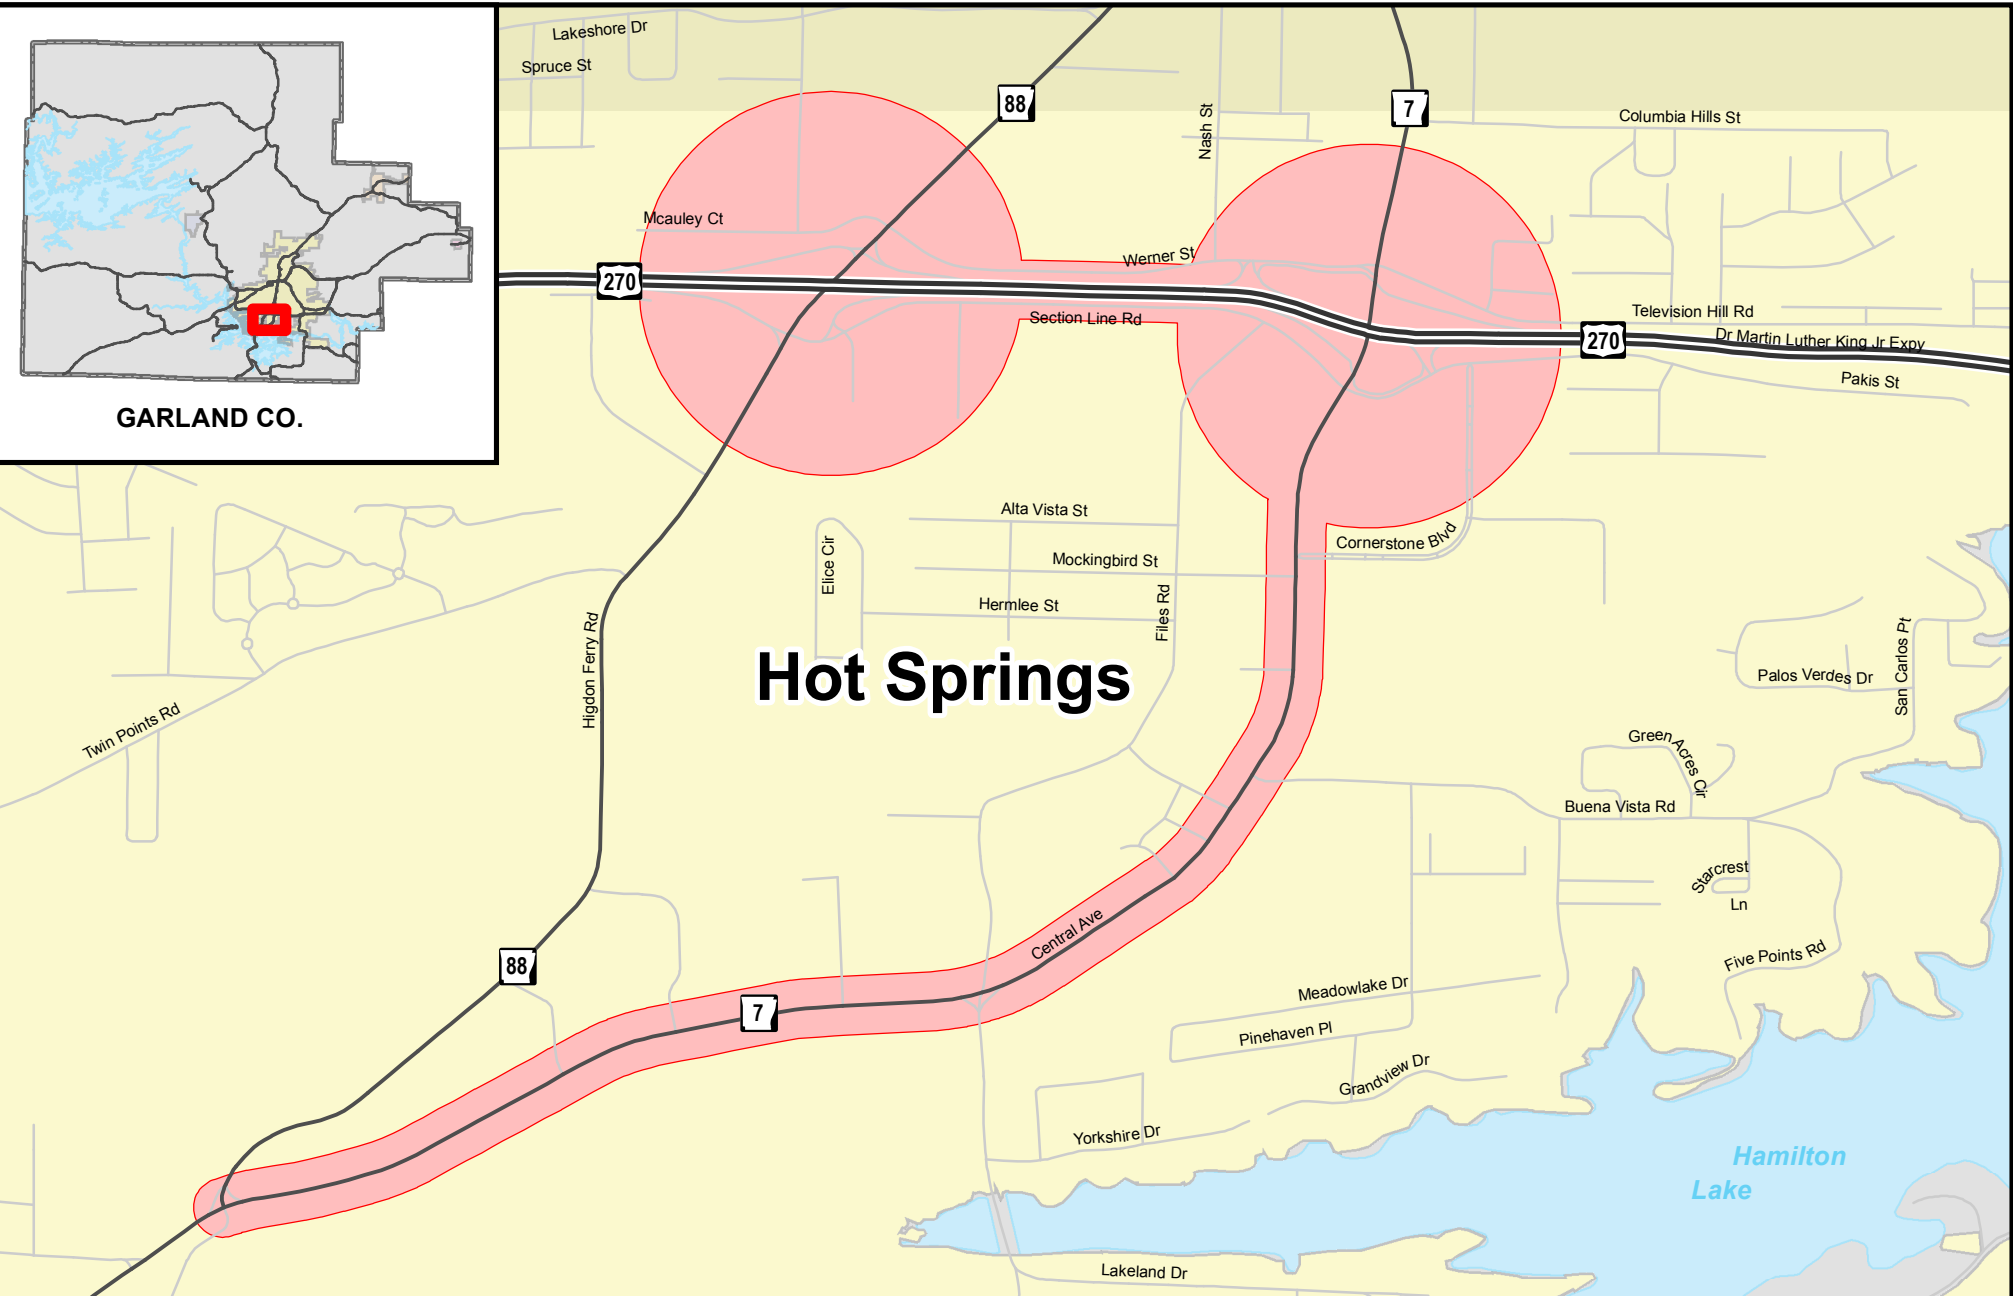 Lakeshore Dr
Spruce St
88
7
Nash St
Columbia Hills St
Mcauley Ct
Werner St
270
Section Line Rd
Television Hill Rd
270
Dr Martin Luther King Jr Expy
Pakis St
GARLAND CO.
Alta Vista St
Cornerstone Blvd
Mockingbird St
Elice Cir
Hermlee St
Files Rd
Higdon Ferry Rd
Hot Springs
San Carlos Pt
Palos Verdes Dr
Twin Points Rd
Green Acres Cir
Buena Vista Rd
Starcrest
Ln
Central Ave
Five Points Rd
88
Meadowlake Dr
7
Pinehaven Pl
Grandview Dr
Yorkshire Dr
Hamilton
Lake
Lakeland Dr